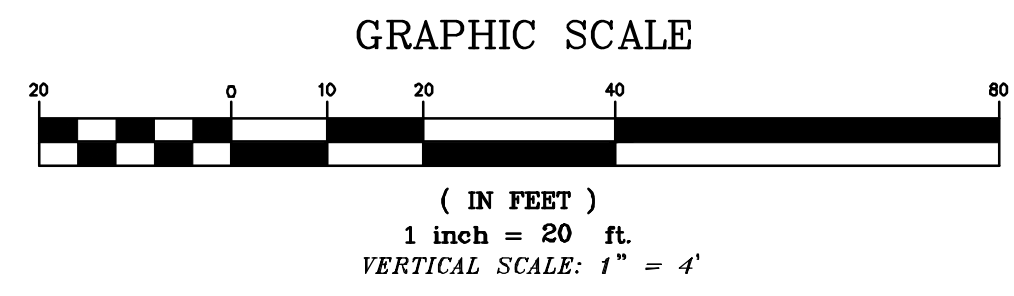 GRAPHIC SCALE
20 0 10 20 40 80
( IN FEET )
1 inch = 20 ft.
VERTICAL SCALE: 1" = 4'